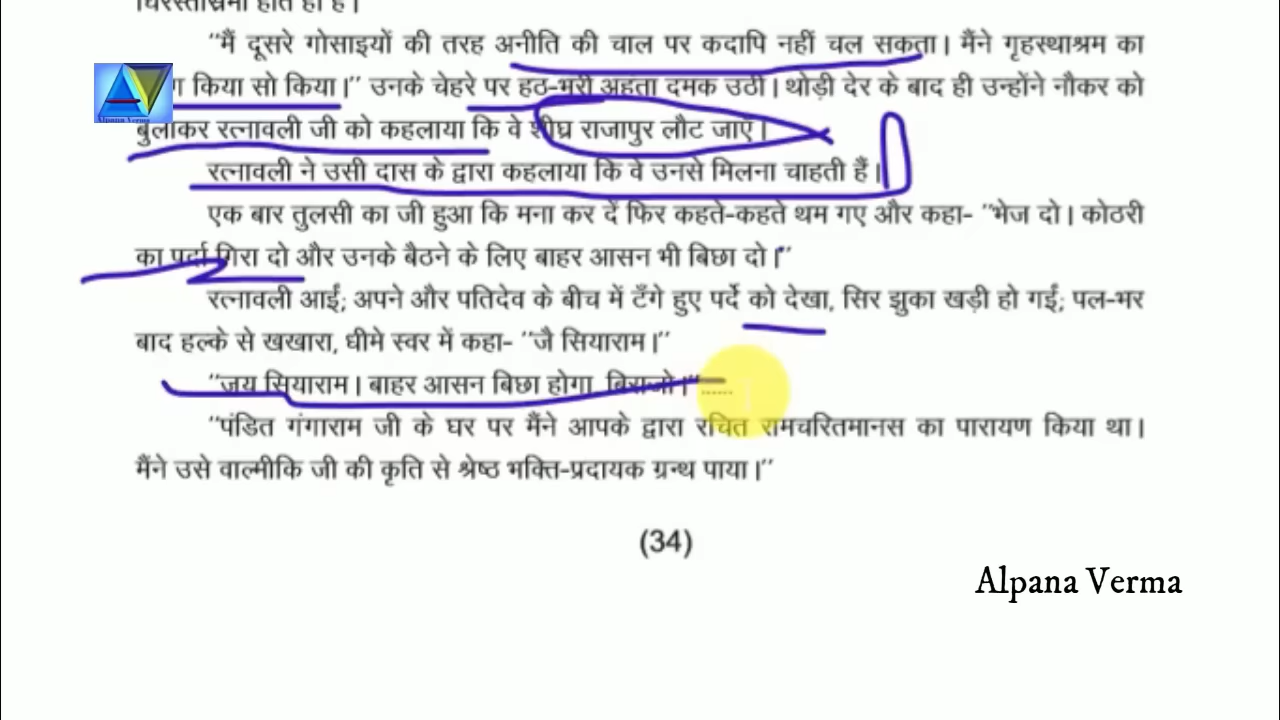 चिरस्तास्रमी होते ही हैं।
"मैं दूसरे गोसाइयों की तरह अनीति की चाल पर कदापि नहीं चल सकता। मैंने गृहस्थाश्रम का
किया सो किया।" उनके चेहरे पर हठ-भरी अहंता दमक उठी। थोड़ी देर के बाद ही उन्होंने नौकर को
बुलाकर रत्नावली जी को कहलाया कि वे शीघ्र राजापुर लौट जाएं।
रत्नावली ने उसी दास के द्वारा कहलाया कि वे उनसे मिलना चाहती हैं।
एक बार तुलसी का जी हुआ कि मना कर दें फिर कहते-कहते थम गए और कहा- "भेज दो। कोठरी
का पर्दा गिरा दो और उनके बैठने के लिए बाहर आसन भी बिछा दो।"
रत्नावली आईं; अपने और पतिदेव के बीच में टँगे हुए पर्दे को देखा, सिर झुका खड़ी हो गईं; पल-भर
बाद हल्के से खखारा, धीमे स्वर में कहा- "जै सियाराम।"
"जय सियाराम। बाहर आसन बिछा होगा, बिराजो।"......
"पंडित गंगाराम जी के घर पर मैंने आपके द्वारा रचित रामचरितमानस का पारायण किया था।
मैंने उसे वाल्मीकि जी की कृति से श्रेष्ठ भक्ति-प्रदायक ग्रन्थ पाया।"
(34)
Alpana Verma
Alpana Verma